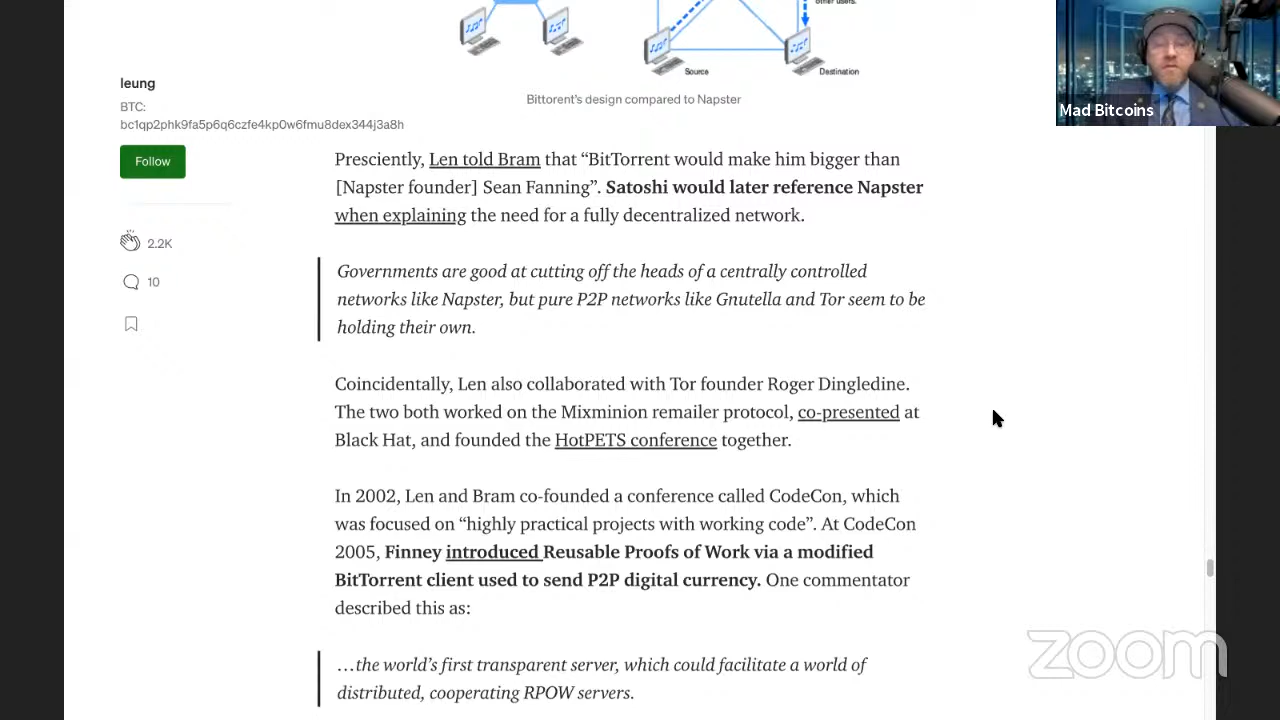 other users.
Source
Destination
Bittorent's design compared to Napster
leung
BTC:
bc1qp2phk9fa5p6q6czfe4kp0w6fmu8dex344j3a8h
Follow
2.2K
10
Presciently, Len told Bram that “BitTorrent would make him bigger than
[Napster founder] Sean Fanning”. Satoshi would later reference Napster
when explaining the need for a fully decentralized network.
Governments are good at cutting off the heads of a centrally controlled
networks like Napster, but pure P2P networks like Gnutella and Tor seem to be
holding their own.
Coincidentally, Len also collaborated with Tor founder Roger Dingledine.
The two both worked on the Mixminion remailer protocol, co-presented at
Black Hat, and founded the HotPETS conference together.
In 2002, Len and Bram co-founded a conference called CodeCon, which
was focused on “highly practical projects with working code”. At CodeCon
2005, Finney introduced Reusable Proofs of Work via a modified
BitTorrent client used to send P2P digital currency. One commentator
described this as:
…the world’s first transparent server, which could facilitate a world of
distributed, cooperating RPOW servers.
Mad Bitcoins
zoom